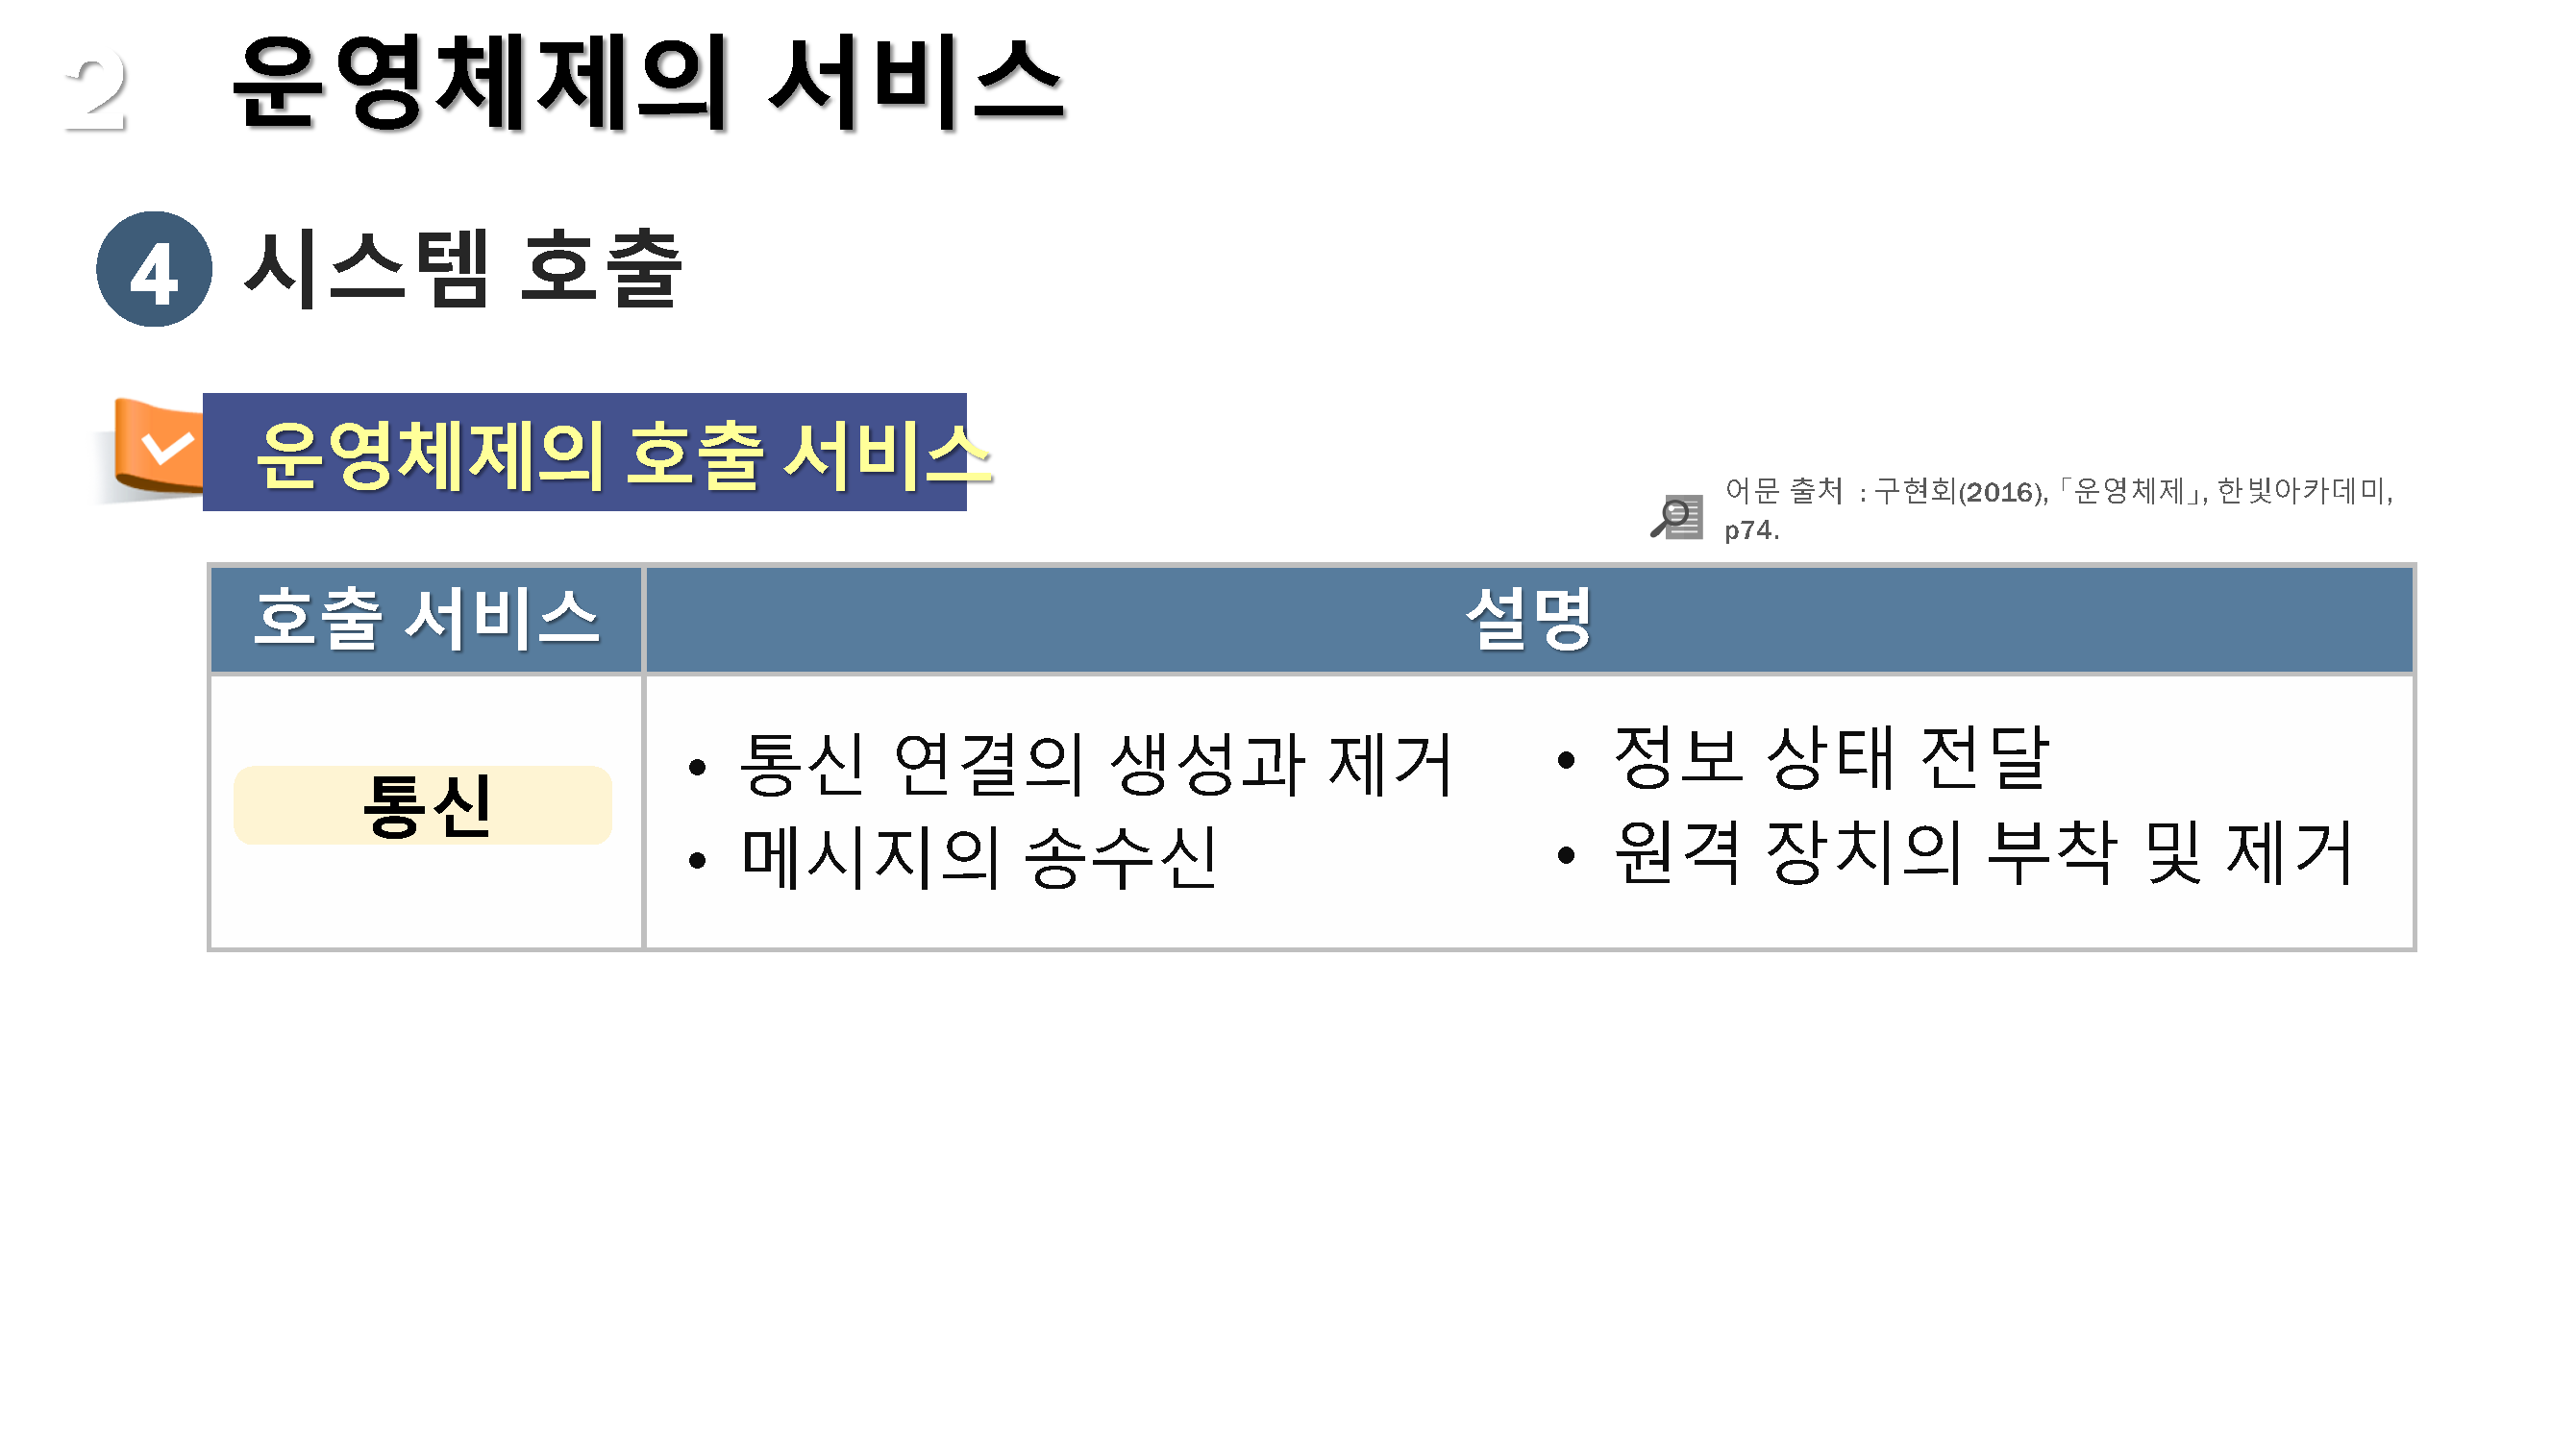 2 운영체제의 서비스
4 시스템 호출
운영체제의 호출 서비스
어문 출처 : 구현회(2016), 「운영체제」, 한빛아카데미,
p74.
호출 서비스 설명
통신
• 통신 연결의 생성과 제거
• 메시지의 송수신
• 정보 상태 전달
• 원격 장치의 부착 및 제거